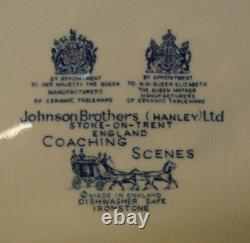 BY APPOINTMENT
TO HER MAJESTY THE QUEEN
MANUFACTURERS
OF CERAMIC TABLEWARE
BY APPOINTMENT
TO H.M. QUEEN ELIZABETH
THE QUEEN MOTHER
MANUFACTURERS OF
CERAMIC TABLEWARE
Johnson Brothers (HANLEY) Ltd
STOKE-ON-TRENT
ENGLAND
COACHING
SCENES
© MADE IN ENGLAND
DISHWASHER SAFE
IRONSTONE